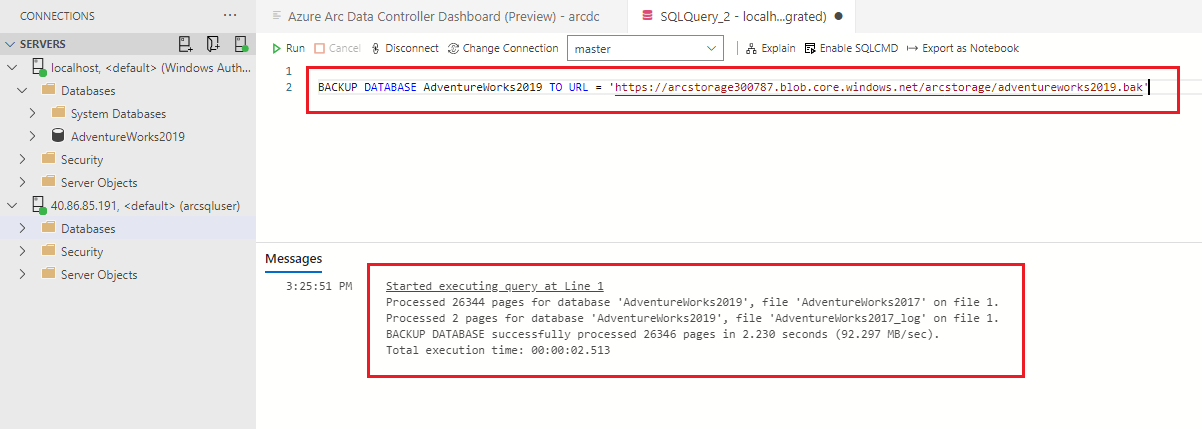 CONNECTIONS ···
SERVERS
localhost, <default> (Windows Auth...
Databases
System Databases
AdventureWorks2019
Security
Server Objects
40.86.85.191, <default> (arcsqluser)
Databases
Security
Server Objects
Azure Arc Data Controller Dashboard (Preview) - arcdc
SQLQuery_2 - localh...grated)
Run Cancel Disconnect Change Connection master Explain Enable SQLCMD Export as Notebook
1
2 BACKUP DATABASE AdventureWorks2019 TO URL = 'https://arcstorage300787.blob.core.windows.net/arcstorage/adventureworks2019.bak'
Messages
3:25:51 PM Started executing query at Line 1
Processed 26344 pages for database 'AdventureWorks2019', file 'AdventureWorks2017' on file 1.
Processed 2 pages for database 'AdventureWorks2019', file 'AdventureWorks2017_log' on file 1.
BACKUP DATABASE successfully processed 26346 pages in 2.230 seconds (92.297 MB/sec).
Total execution time: 00:00:02.513